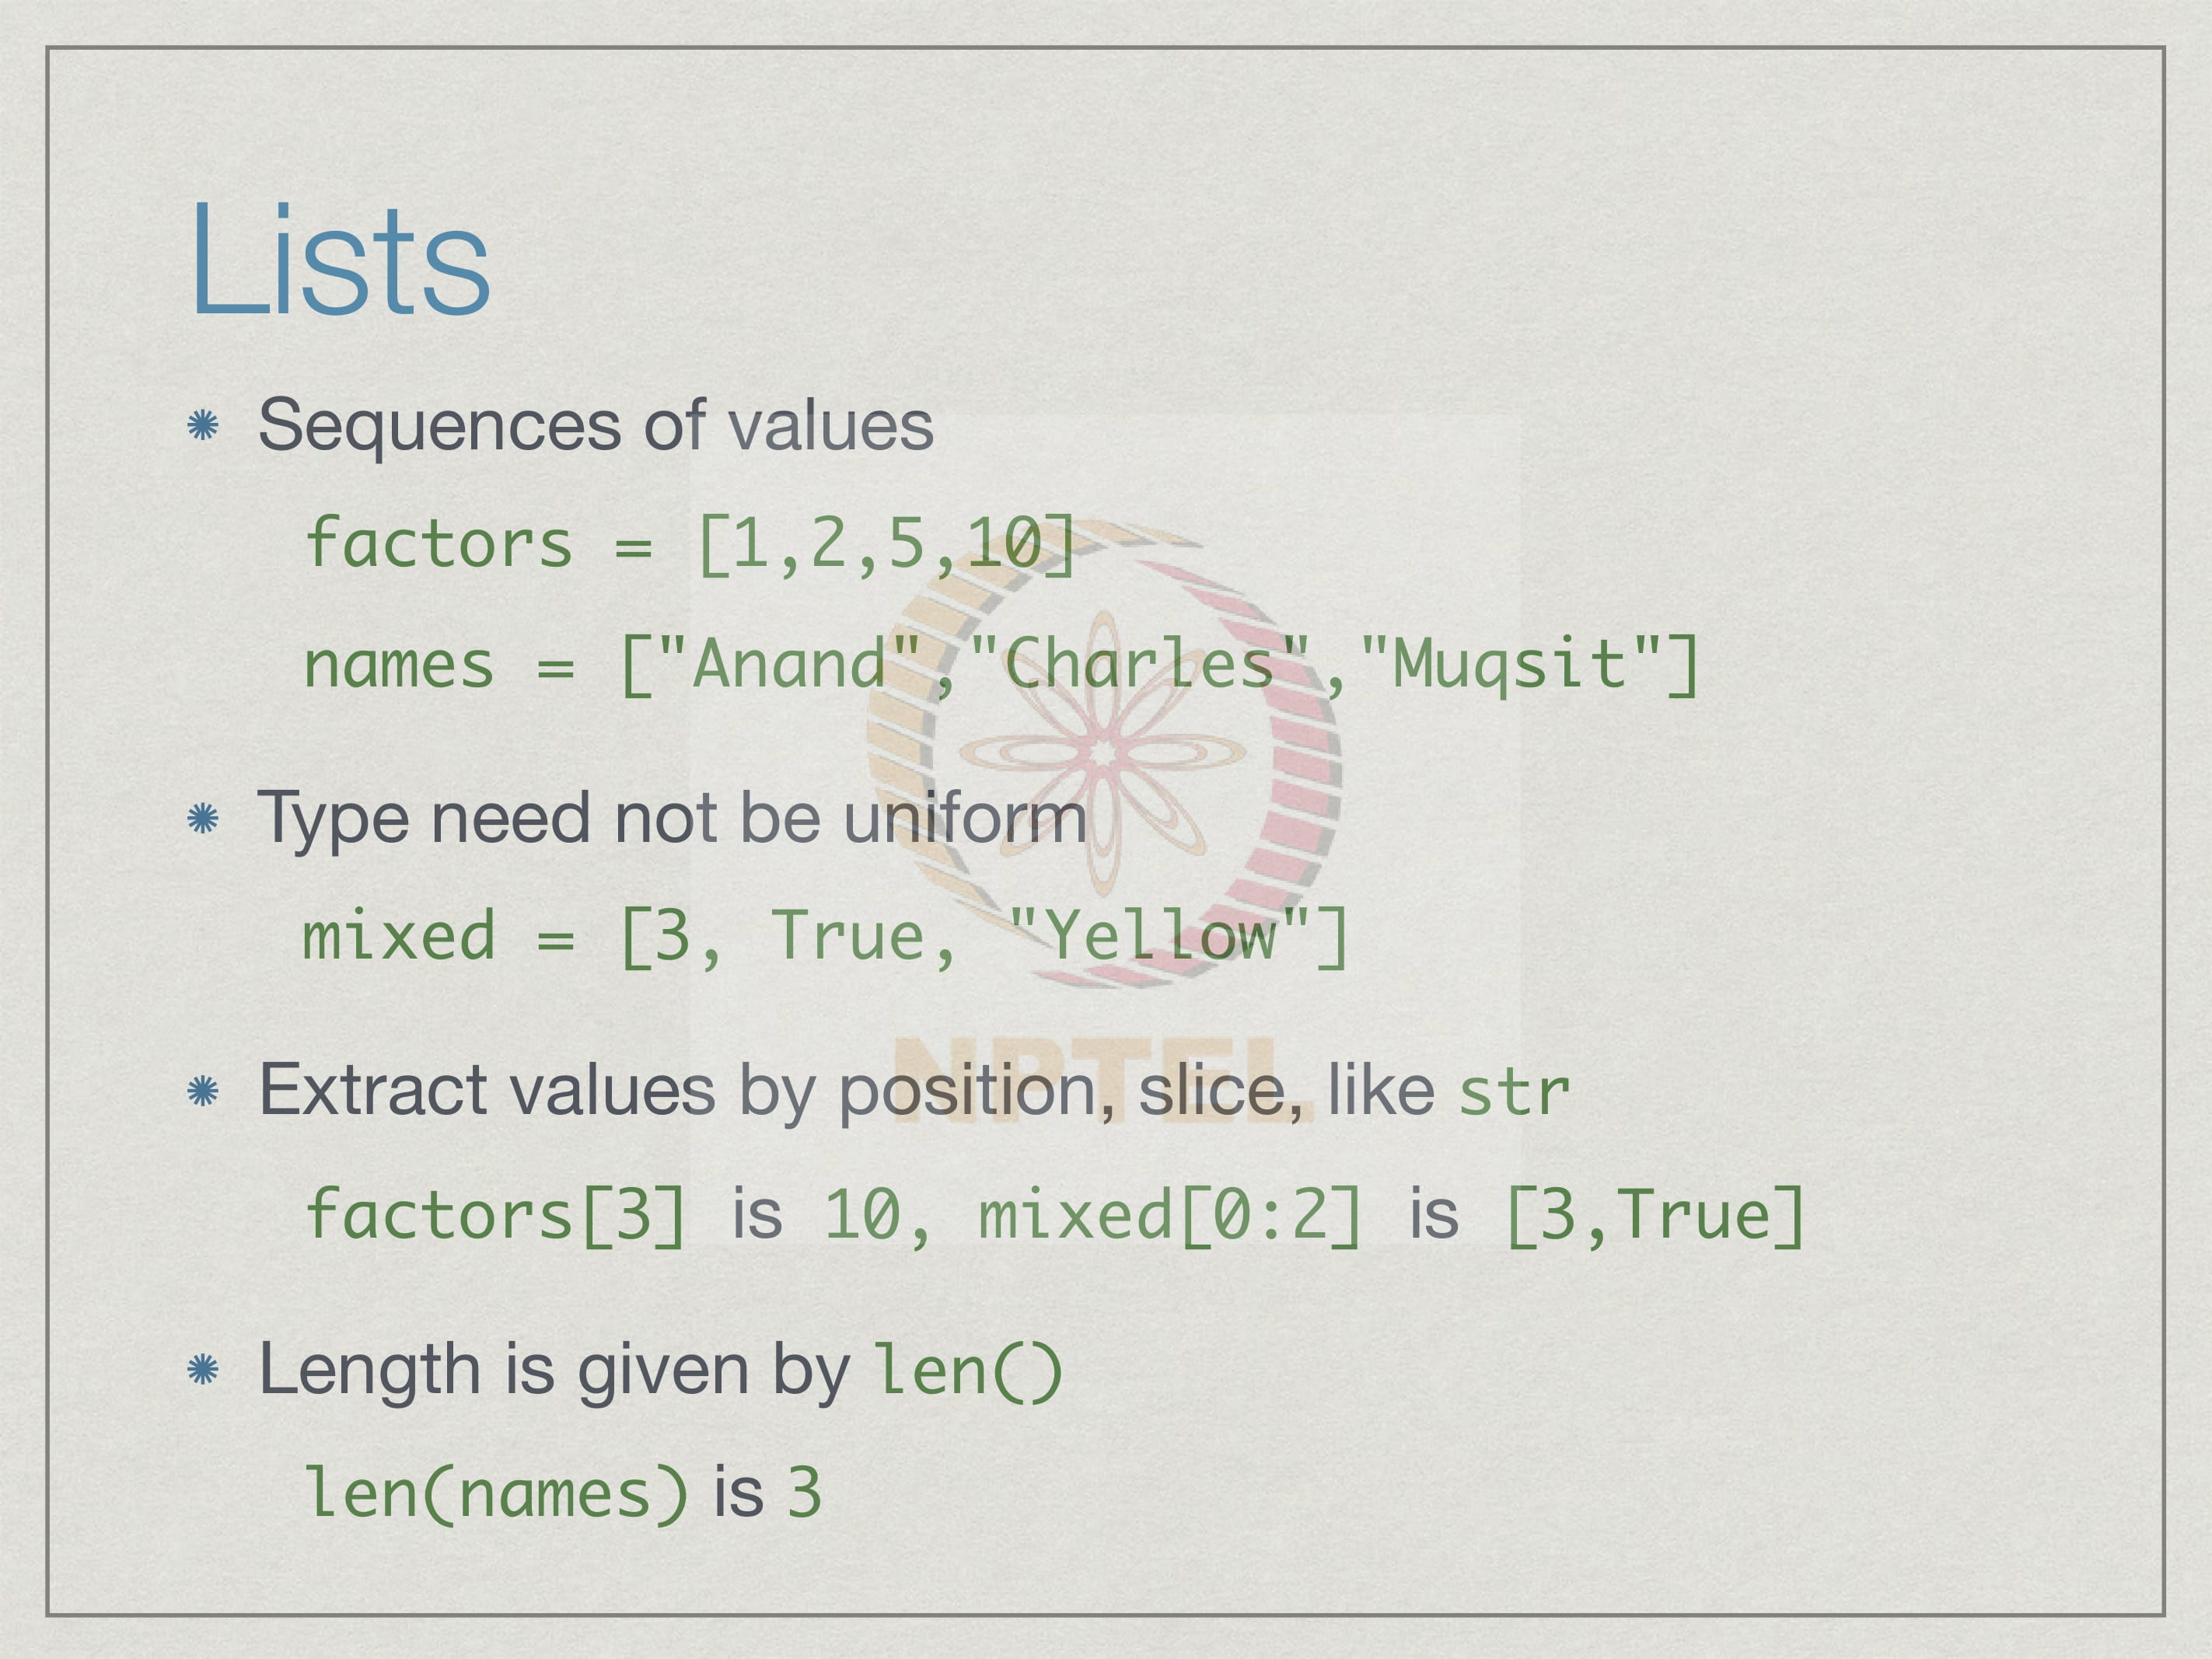 Lists
Sequences of values
factors = [1,2,5,10]
names = ["Anand","Charles","Muqsit"]
Type need not be uniform
mixed = [3, True, "Yellow"]
NPTEL
Extract values by position, slice, like str
factors[3] is 10, mixed[0:2] is [3,True]
Length is given by len()
len(names) is 3